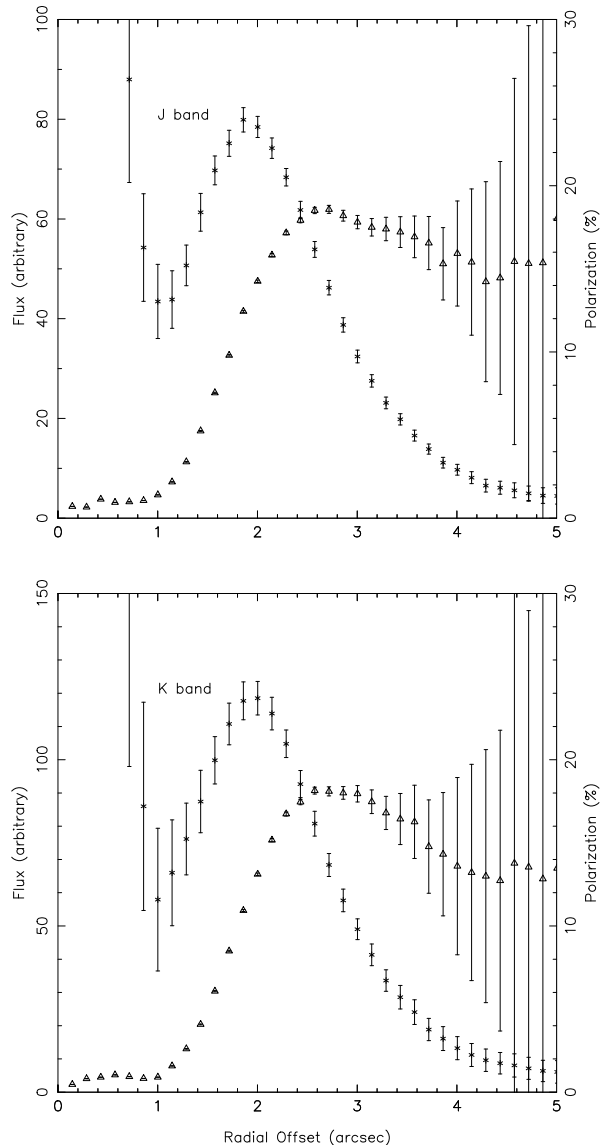 100
80
60
40
20
0
Flux (arbitrary)
J band
30
20
10
0
Polarization (%)
0 1 2 3 4 5
150
100
50
0
Flux (arbitrary)
K band
30
20
10
0
Polarization (%)
0 1 2 3 4 5
Radial Offset (arcsec)